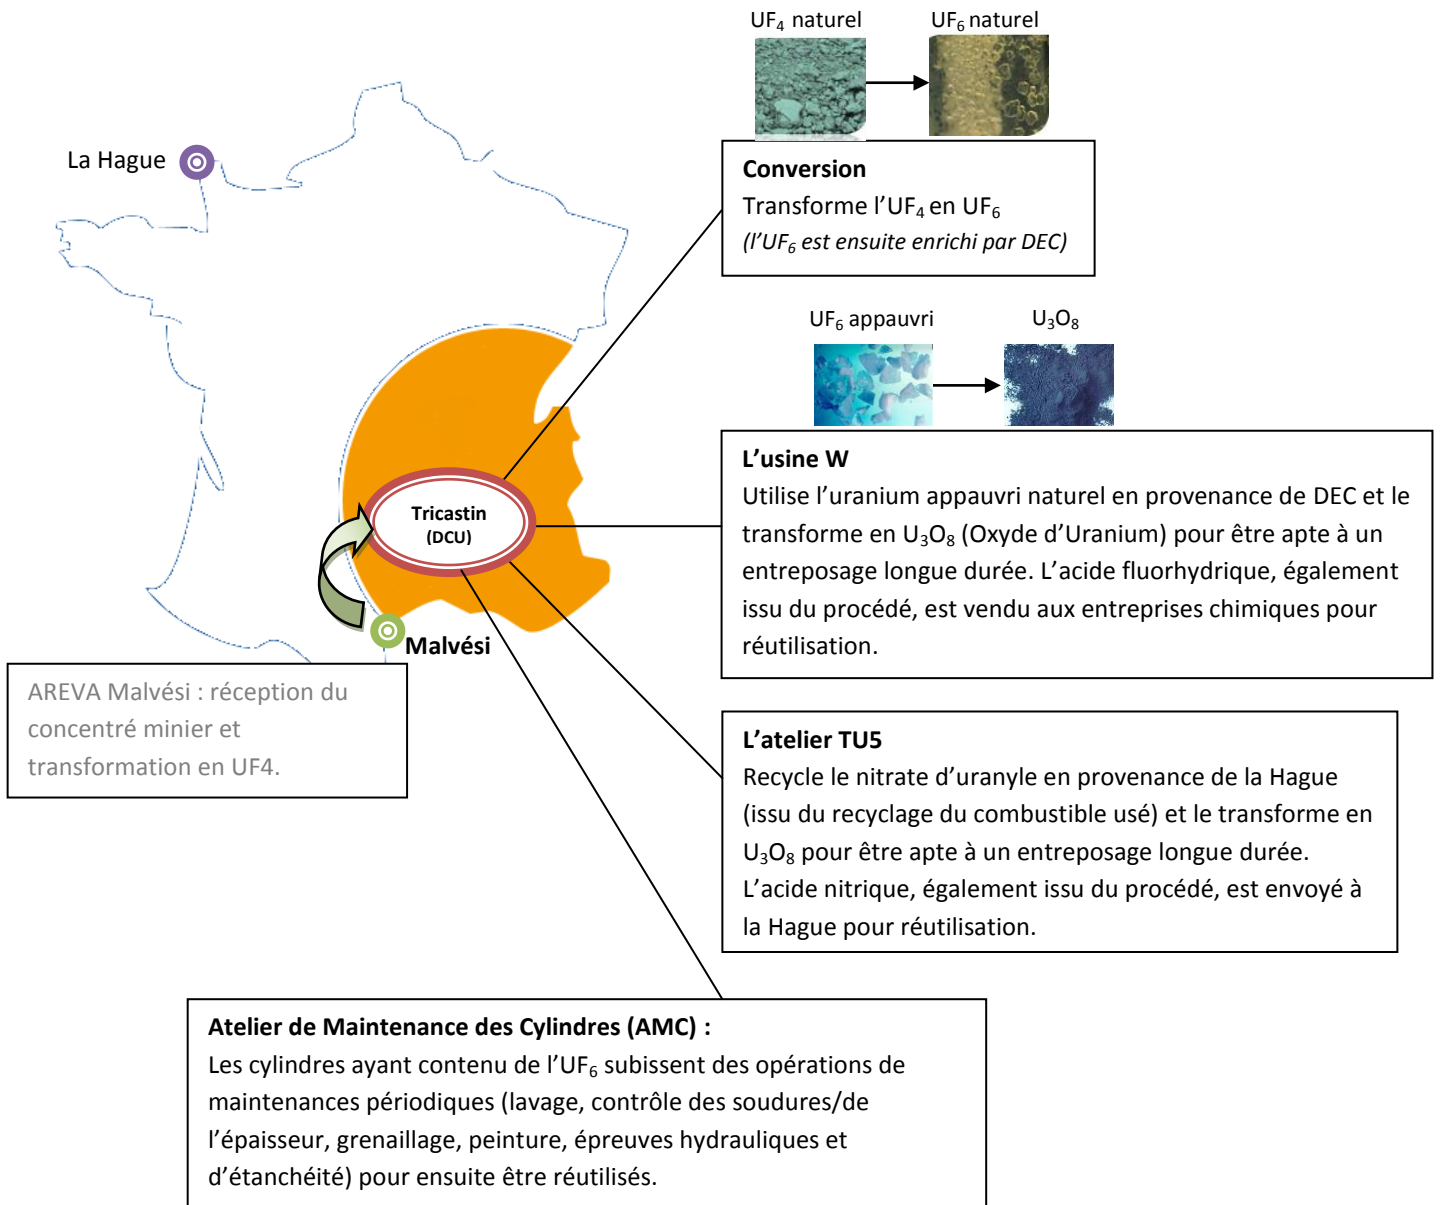 UF₄ naturel
UF₆ naturel
La Hague
Conversion
Transforme l’UF₄ en UF₆
(l’UF₆ est ensuite enrichi par DEC)
UF₆ appauvri
U₃O₈
L’usine W
Utilise l’uranium appauvri naturel en provenance de DEC et le
transforme en U₃O₈ (Oxyde d’Uranium) pour être apte à un
entreposage longue durée. L’acide fluorhydrique, également
issu du procédé, est vendu aux entreprises chimiques pour
réutilisation.
Tricastin
(DCU)
Malvési
AREVA Malvési : réception du
concentré minier et
transformation en UF4.
L’atelier TU5
Recycle le nitrate d’uranyle en provenance de la Hague
(issu du recyclage du combustible usé) et le transforme en
U₃O₈ pour être apte à un entreposage longue durée.
L’acide nitrique, également issu du procédé, est envoyé à
la Hague pour réutilisation.
Atelier de Maintenance des Cylindres (AMC) :
Les cylindres ayant contenu de l’UF₆ subissent des opérations de
maintenances périodiques (lavage, contrôle des soudures/de
l’épaisseur, grenaillage, peinture, épreuves hydrauliques et
d’étanchéité) pour ensuite être réutilisés.